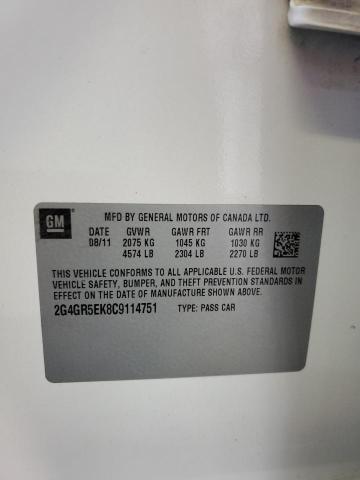 GM MFD BY GENERAL MOTORS OF CANADA LTD.
DATE GVWR GAWR FRT GAWR RR
08/11 2075 KG 1045 KG 1030 KG
4574 LB 2304 LB 2270 LB
THIS VEHICLE CONFORMS TO ALL APPLICABLE U.S. FEDERAL MOTOR
VEHICLE SAFETY, BUMPER, AND THEFT PREVENTION STANDARDS
IN EFFECT ON THE DATE OF MANUFACTURE SHOWN ABOVE.
2G4GR5EK8C9114751 TYPE: PASS CAR